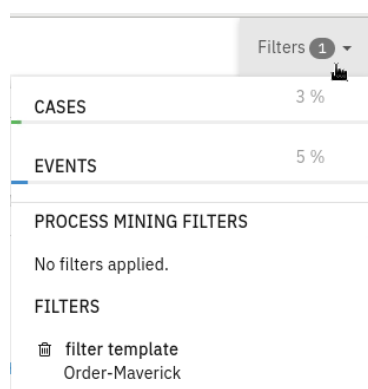 Filters 1
CASES 3 %
EVENTS 5 %
PROCESS MINING FILTERS
No filters applied.
FILTERS
filter template
Order-Maverick